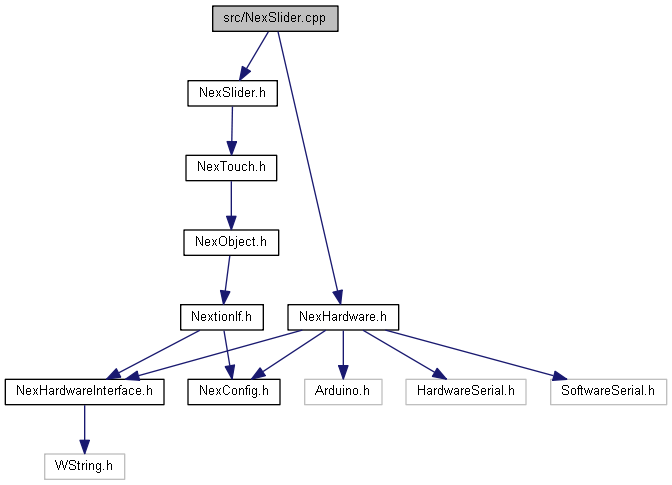 src/NexSlider.cpp
NexSlider.h
NexTouch.h
NexObject.h
NextionIf.h
NexHardware.h
NexHardwareInterface.h
NexConfig.h
Arduino.h
HardwareSerial.h
SoftwareSerial.h
WString.h